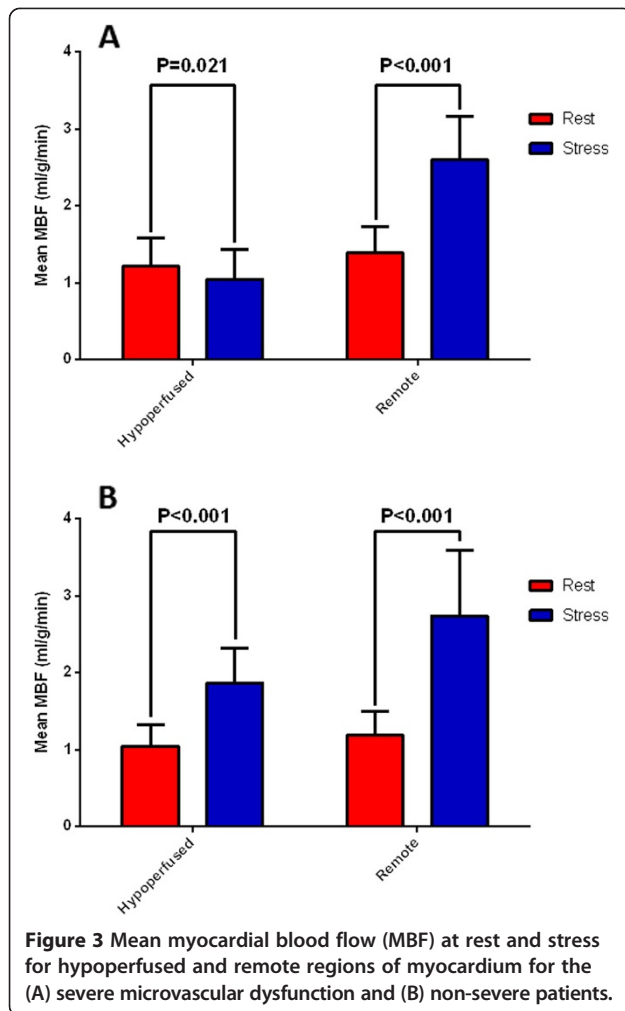 A
P=0.021
P<0.001
Mean MBF (ml/g/min)
4
3
2
1
0
Rest
Stress
Hypoperfused
Remote
B
P<0.001
P<0.001
Mean MBF (ml/g/min)
4
3
2
1
0
Rest
Stress
Hypoperfused
Remote
Figure 3 Mean myocardial blood flow (MBF) at rest and stress
for hypoperfused and remote regions of myocardium for the
(A) severe microvascular dysfunction and (B) non-severe patients.